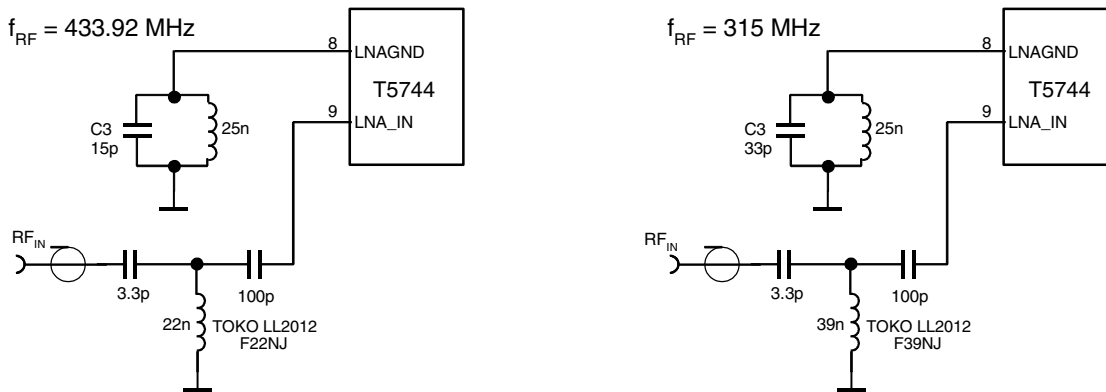 f_RF = 433.92 MHz
8
LNAGND
T5744
C3
15p
25n
9
LNA_IN
RF_IN
3.3p
100p
22n
TOKO LL2012
F22NJ
f_RF = 315 MHz
8
LNAGND
T5744
C3
33p
25n
9
LNA_IN
RF_IN
3.3p
100p
39n
TOKO LL2012
F39NJ